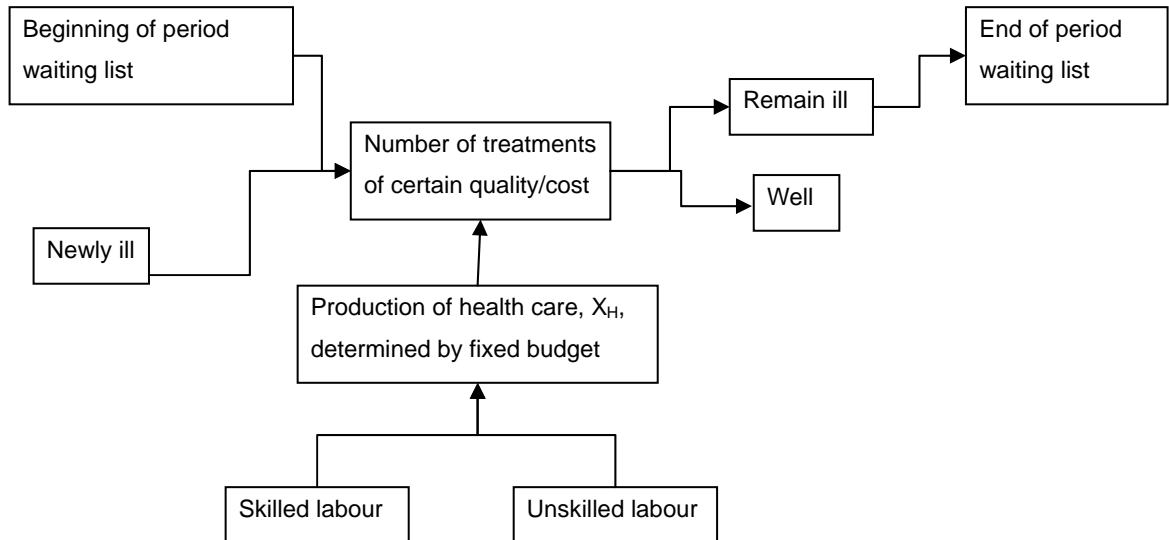 Beginning of period
waiting list
End of period
waiting list
Remain ill
Number of treatments
of certain quality/cost
Well
Newly ill
Production of health care, X_H,
determined by fixed budget
Skilled labour
Unskilled labour